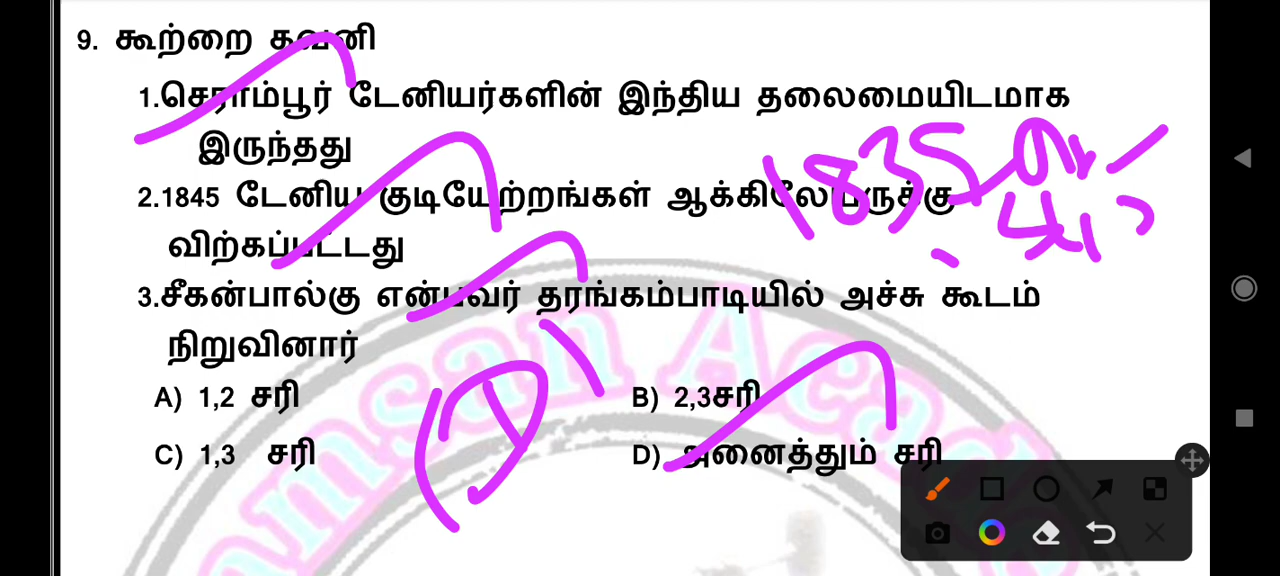 9. கூற்றை கவனி
1.செராம்பூர் டேனியர்களின் இந்திய தலைமையிடமாக
இருந்தது
2.1845 டேனிய குடியேற்றங்கள் ஆக்கிலேயருக்கு
விற்கப்பட்டது
3.சீகன்பால்கு என்பவர் தரங்கம்பாடியில் அச்சு கூடம்
நிறுவினார்
A) 1,2 சரி
B) 2,3சரி
C) 1,3 சரி
D) அனைத்தும் சரி
1835
(D)